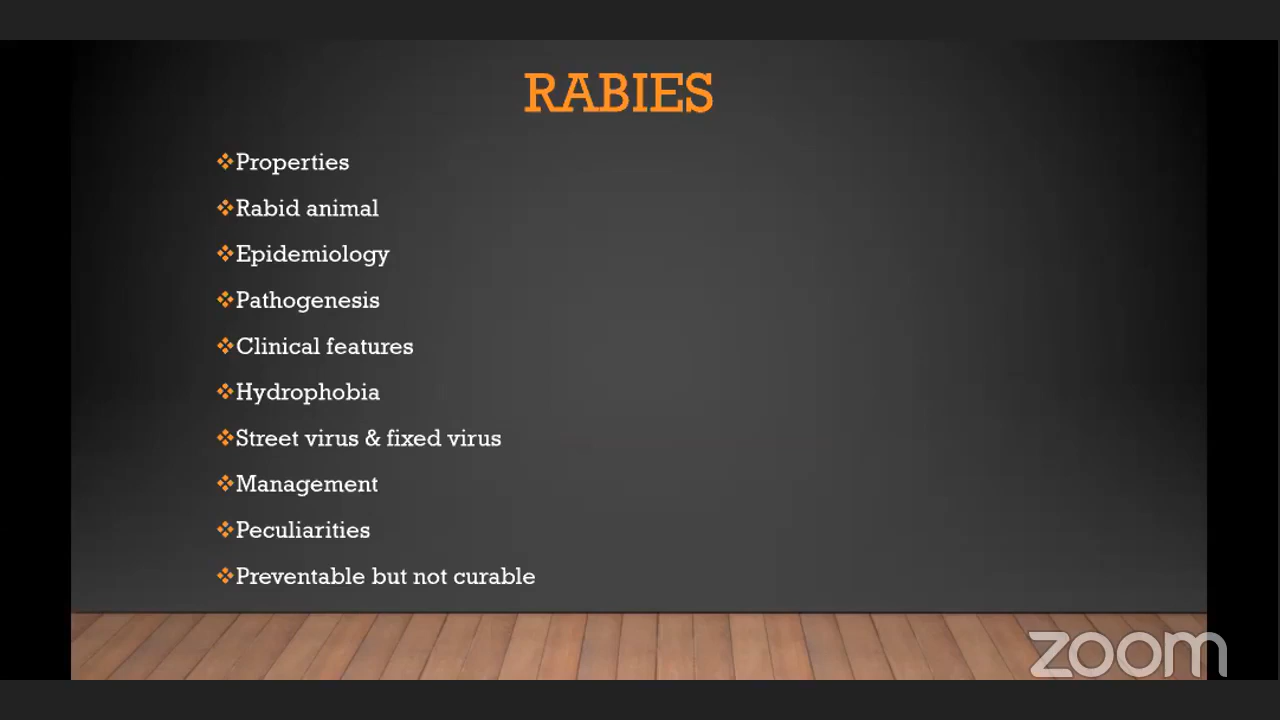 RABIES
Properties
Rabid animal
Epidemiology
Pathogenesis
Clinical features
Hydrophobia
Street virus & fixed virus
Management
Peculiarities
Preventable but not curable
zoom